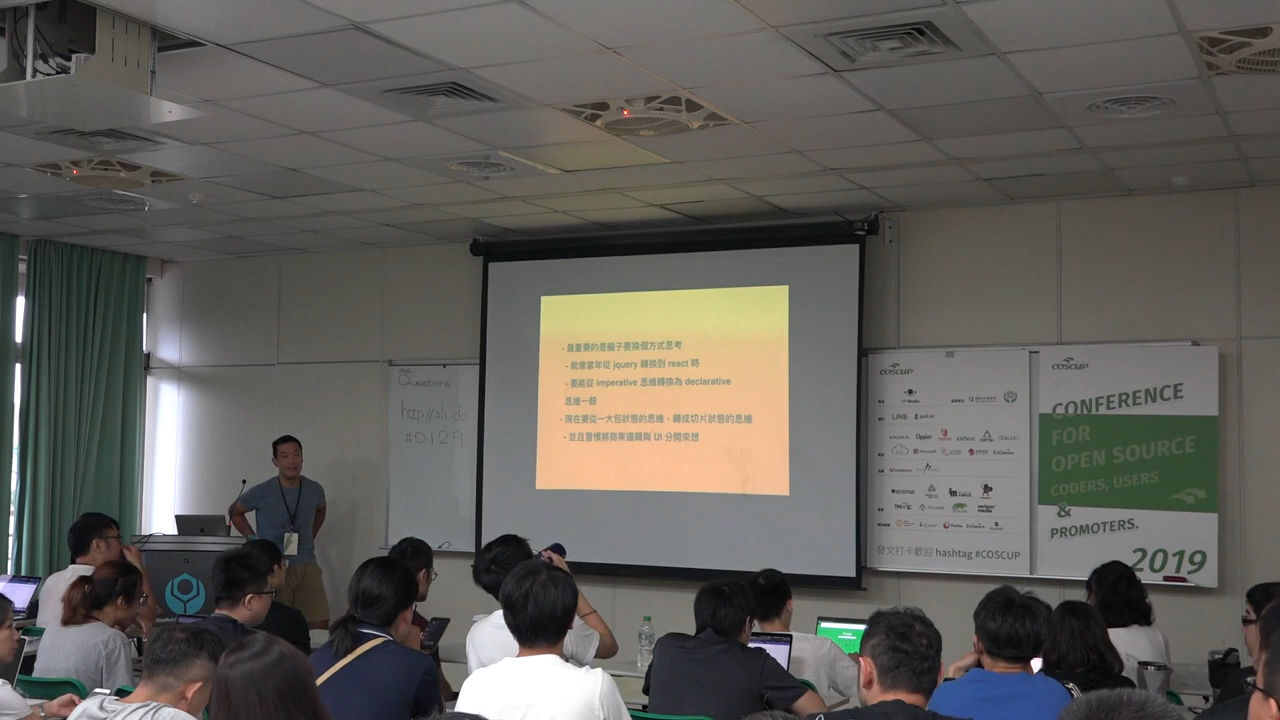 - 最重要的是腦子要換個方式思考
- 就像當年從 jquery 轉換到 react 時
- 要能從 imperative 思維轉換為 declarative
思維一般
- 現在要從一大包狀態的思維，轉成切片狀態的思維
- 並且習慣將商業邏輯與 UI 分開來想
Questions
http://sli.do
#D129
COSCUP
LINE
Appier
Microsoft
發文打卡歡迎 hashtag #COSCUP
COSCUP
CONFERENCE
FOR
OPEN SOURCE
CODERS, USERS
&
PROMOTERS.
2019